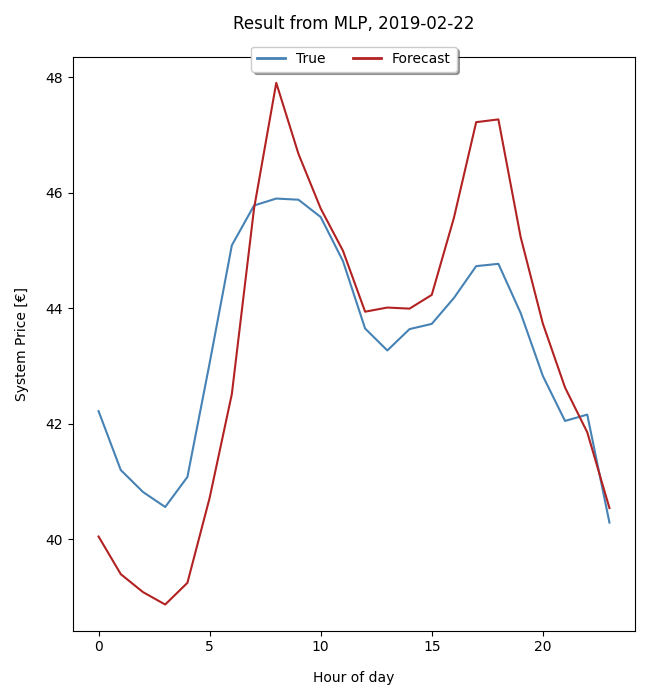 Result from MLP, 2019-02-22
True Forecast
48
46
44
42
40
System Price [€]
0 5 10 15 20
Hour of day